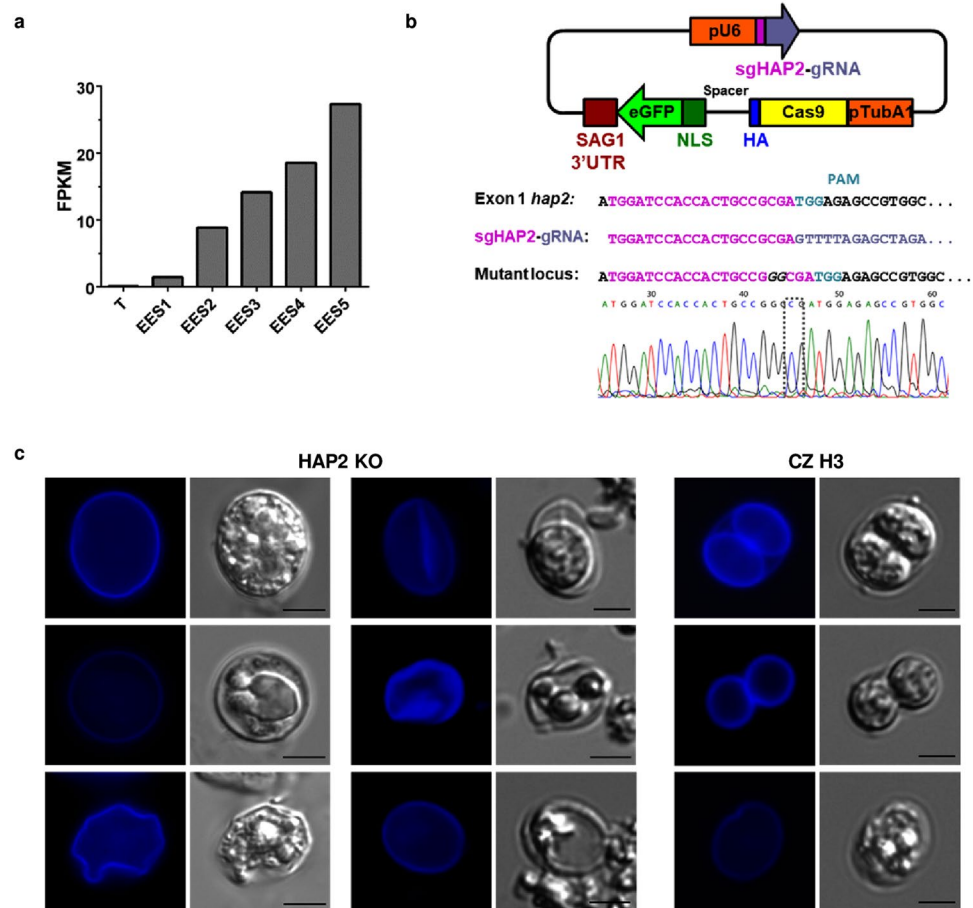 a
FPKM
30
20
10
0
T
EES1
EES2
EES3
EES4
EES5
b
pU6
sgHAP2-gRNA
Spacer
eGFP
Cas9
pTubA1
SAG1
3'UTR
NLS
HA
PAM
Exon 1 hap2: ATGGATCCACCACTGCCGCGATGGAGAGCCGTGGC...
sgHAP2-gRNA: TGGATCCACCACTGCCGCGAGTTTTAGAGCTAGA...
Mutant locus: ATGGATCCACCACTGCCGGGCGATGGAGAGCCGTGGC...
30 40 50 60
ATGGATCCACCACTGCCGGGCGATGGAGAGCCGTGGC
c
HAP2 KO
CZ H3